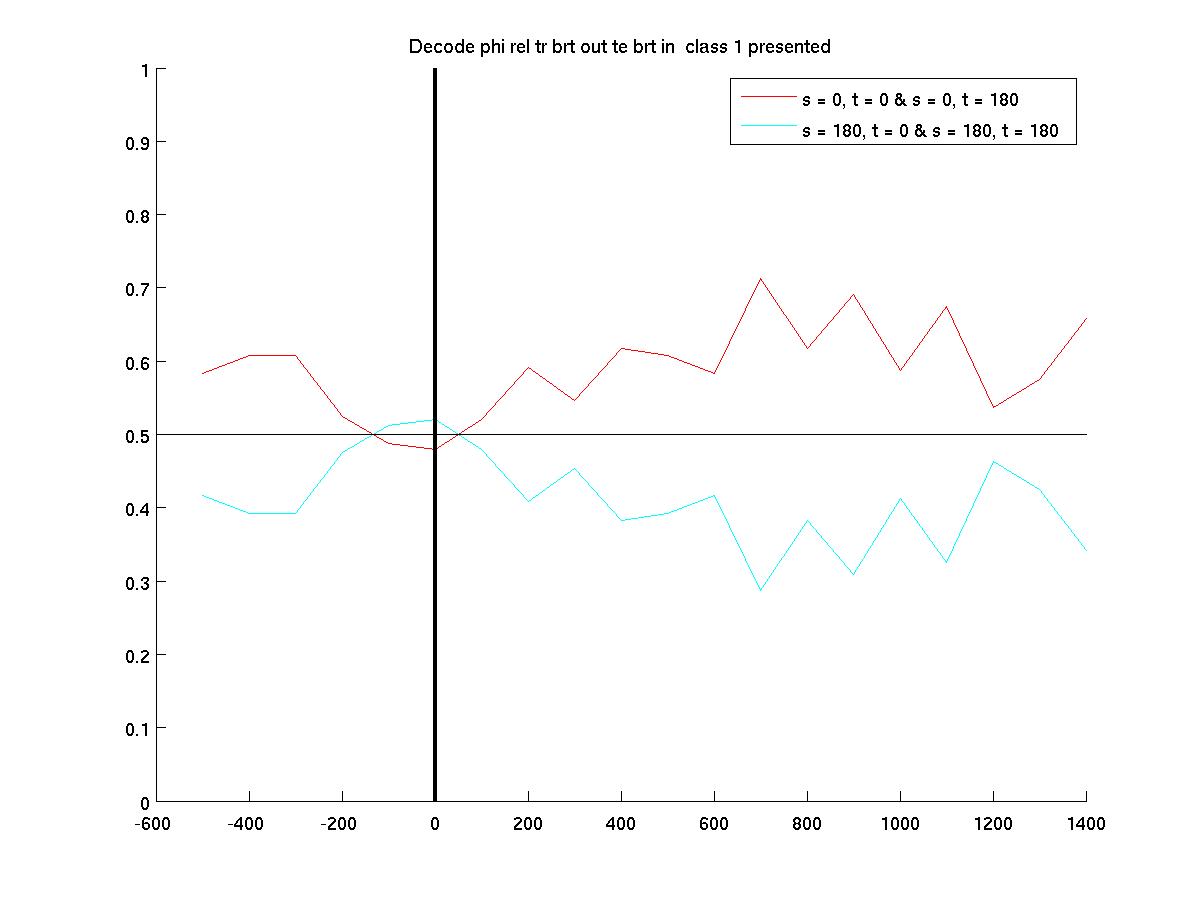 Decode phi rel tr brt out te brt in  class 1 presented
s = 0, t = 0 & s = 0, t = 180
s = 180, t = 0 & s = 180, t = 180
1
0.9
0.8
0.7
0.6
0.5
0.4
0.3
0.2
0.1
0
-600 -400 -200 0 200 400 600 800 1000 1200 1400